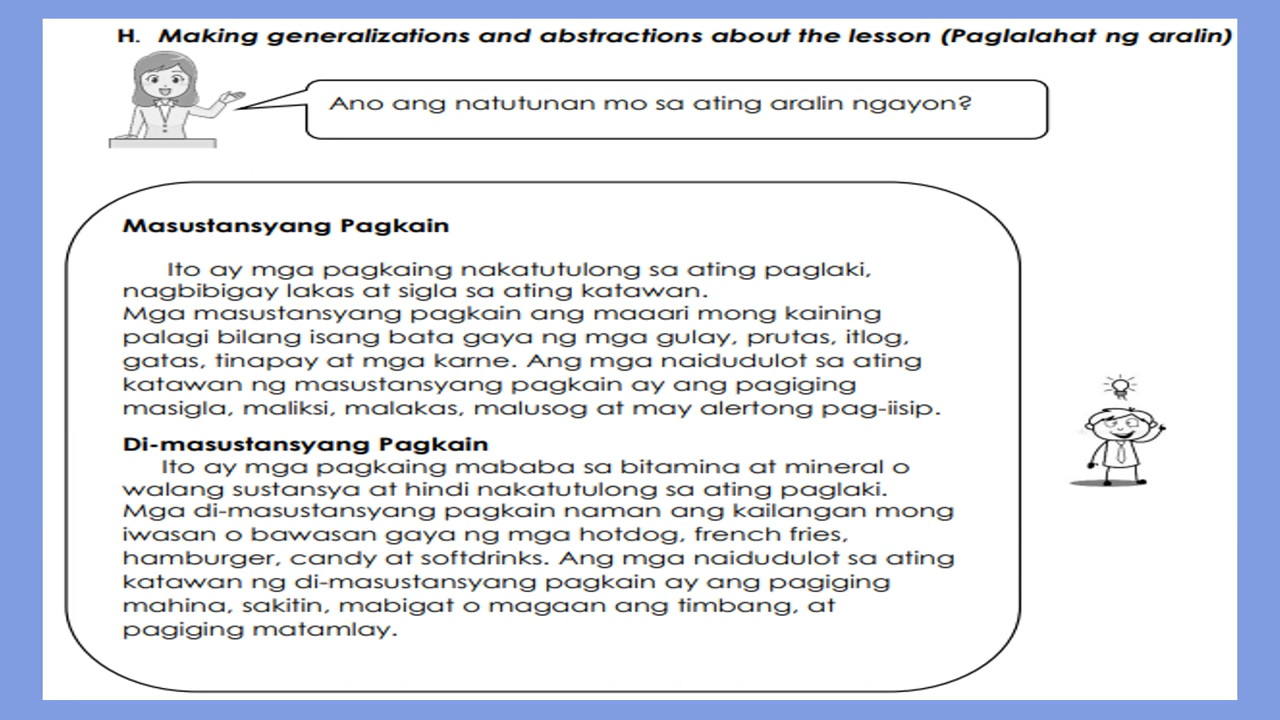 H. Making generalizations and abstractions about the lesson (Paglalahat ng aralin)
Ano ang natutunan mo sa ating aralin ngayon?
Masustansyang Pagkain
Ito ay mga pagkaing nakatutulong sa ating paglaki,
nagbibigay lakas at sigla sa ating katawan.
Mga masustansyang pagkain ang maaari mong kaining
palagi bilang isang bata gaya ng mga gulay, prutas, itlog,
gatas, tinapay at mga karne. Ang mga naidudulot sa ating
katawan ng masustansyang pagkain ay ang pagiging
masigla, maliksi, malakas, malusog at may alertong pag-iisip.
Di-masustansyang Pagkain
Ito ay mga pagkaing mababa sa bitamina at mineral o
walang sustansya at hindi nakatutulong sa ating paglaki.
Mga di-masustansyang pagkain naman ang kailangan mong
iwasan o bawasan gaya ng mga hotdog, french fries,
hamburger, candy at softdrinks. Ang mga naidudulot sa ating
katawan ng di-masustansyang pagkain ay ang pagiging
mahina, sakitin, mabigat o magaan ang timbang, at
pagiging matamlay.